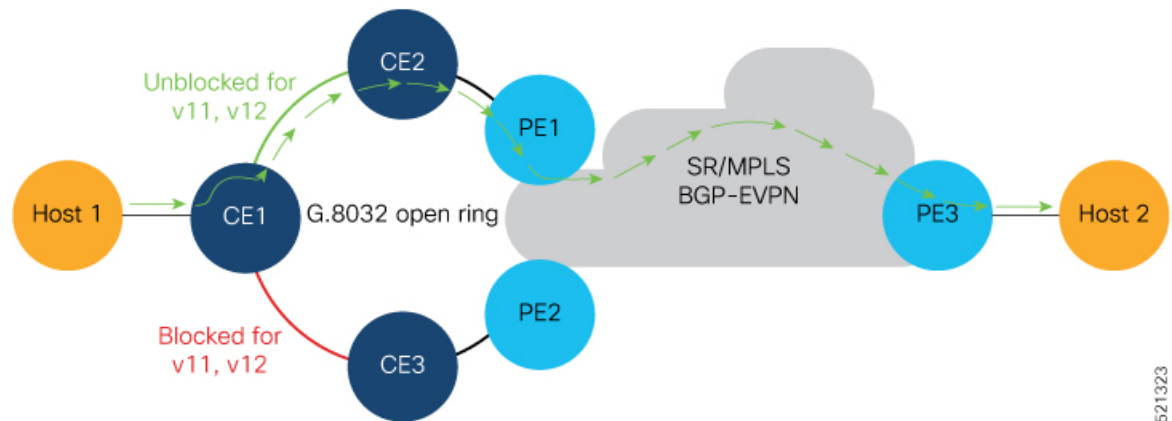 CE2
Unblocked for
v11, v12
PE1
SR/MPLS
BGP-EVPN
Host 1
CE1
G.8032 open ring
PE3
Host 2
PE2
Blocked for
v11, v12
CE3
521323